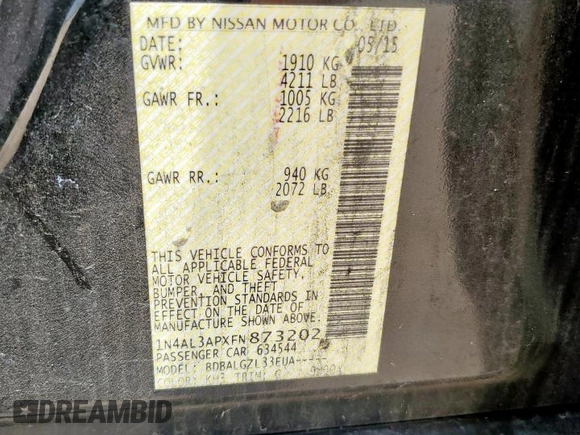 MFD BY NISSAN MOTOR CO., LTD.
DATE: 05/15
GVWR: 1910 KG
4211 LB
GAWR FR.: 1005 KG
2216 LB
GAWR RR.: 940 KG
2072 LB
THIS VEHICLE CONFORMS TO
ALL APPLICABLE FEDERAL
MOTOR VEHICLE SAFETY,
BUMPER, AND THEFT
PREVENTION STANDARDS IN
EFFECT ON THE DATE OF
MANUFACTURE SHOWN ABOVE.
1N4AL3APXFN873202
PASSENGER CAR 634544
MODEL: BDBALGZL33EUA-----
COLOR: KH3 TRIM: G
DREAMBID